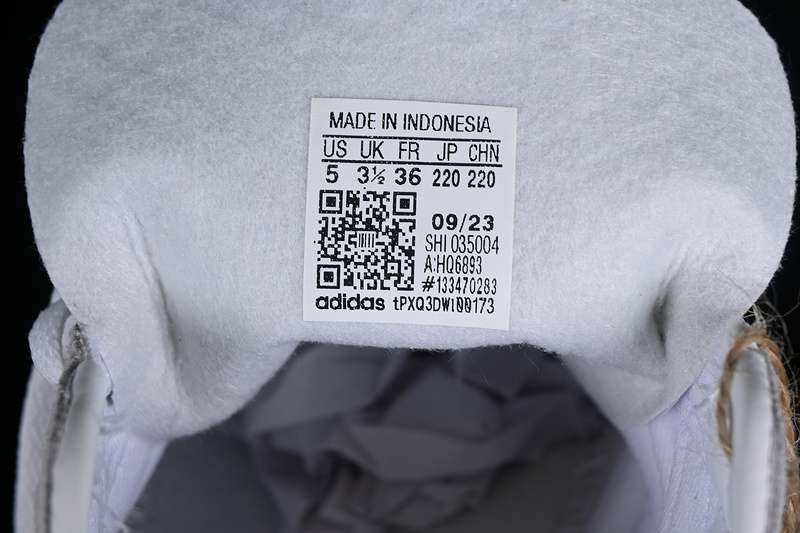 MADE IN INDONESIA
US UK FR JP CHN
5 3½ 36 220 220
09/23
SHI 035004
A:HQ6893
#133470283
adidas tPXQ3DWl00173